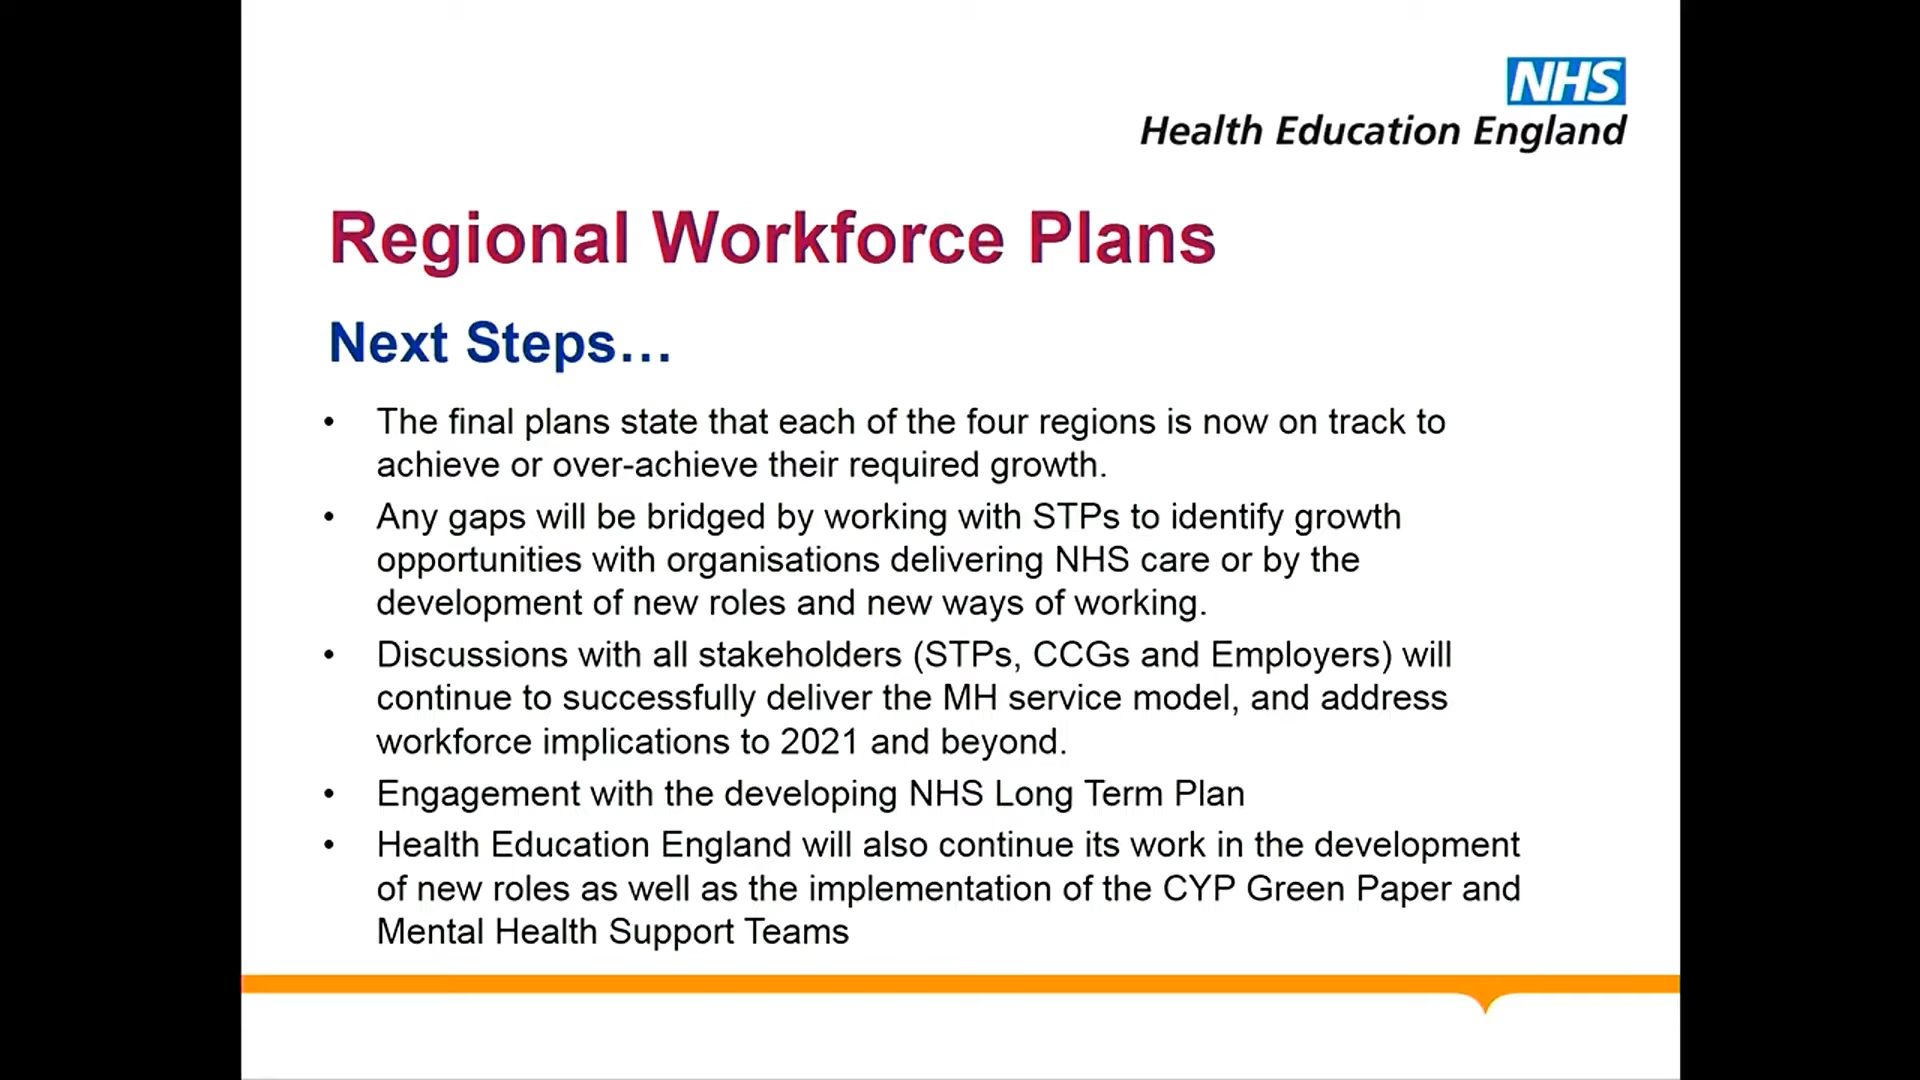 NHS
Health Education England
Regional Workforce Plans
Next Steps…
• The final plans state that each of the four regions is now on track to
achieve or over-achieve their required growth.
• Any gaps will be bridged by working with STPs to identify growth
opportunities with organisations delivering NHS care or by the
development of new roles and new ways of working.
• Discussions with all stakeholders (STPs, CCGs and Employers) will
continue to successfully deliver the MH service model, and address
workforce implications to 2021 and beyond.
• Engagement with the developing NHS Long Term Plan
• Health Education England will also continue its work in the development
of new roles as well as the implementation of the CYP Green Paper and
Mental Health Support Teams